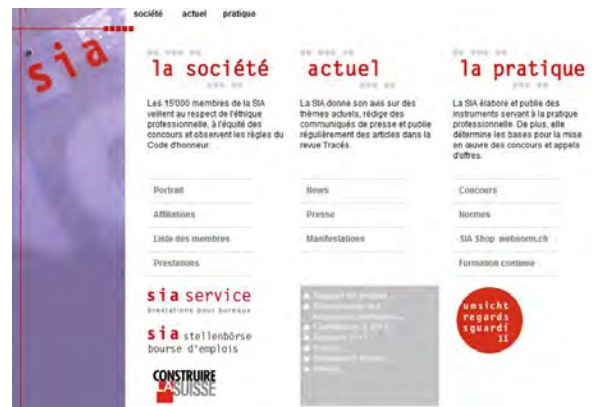 société actuel pratique
sia
la société
Les 15'000 membres de la SIA
veillent au respect de l'éthique
professionnelle, à l'équité des
concours et observent les règles du
Code d'honneur.
Portrait
Affiliations
Liste des membres
Prestations
sia service
prestations pour bureaux
sia stellenbörse
bourse d'emplois
CONSTRUIRE
LA SUISSE
actuel
La SIA donne son avis sur des
thèmes actuels, rédige des
communiqués de presse et publie
régulièrement des articles dans la
revue Tracés.
News
Presse
Manifestations
la pratique
La SIA élabore et publie des
instruments servant à la pratique
professionnelle. De plus, elle
détermine les bases pour la mise
en œuvre des concours et appels
d'offres.
Concours
Normes
SIA Shop webnorm.ch
Formation continue
umsicht
regards
sguardi
II